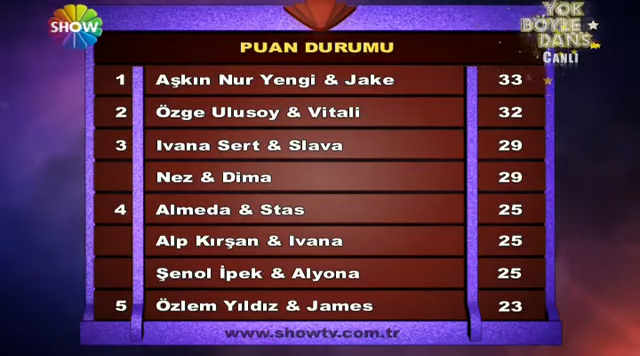 SHOW
YOK
BÖYLE
DANS
CANLI
PUAN DURUMU
1 Aşkın Nur Yengi & Jake 33
2 Özge Ulusoy & Vitali 32
3 Ivana Sert & Slava 29
Nez & Dima 29
4 Almeda & Stas 25
Alp Kırşan & Ivana 25
Şenol İpek & Alyona 25
5 Özlem Yıldız & James 23
www.showtv.com.tr